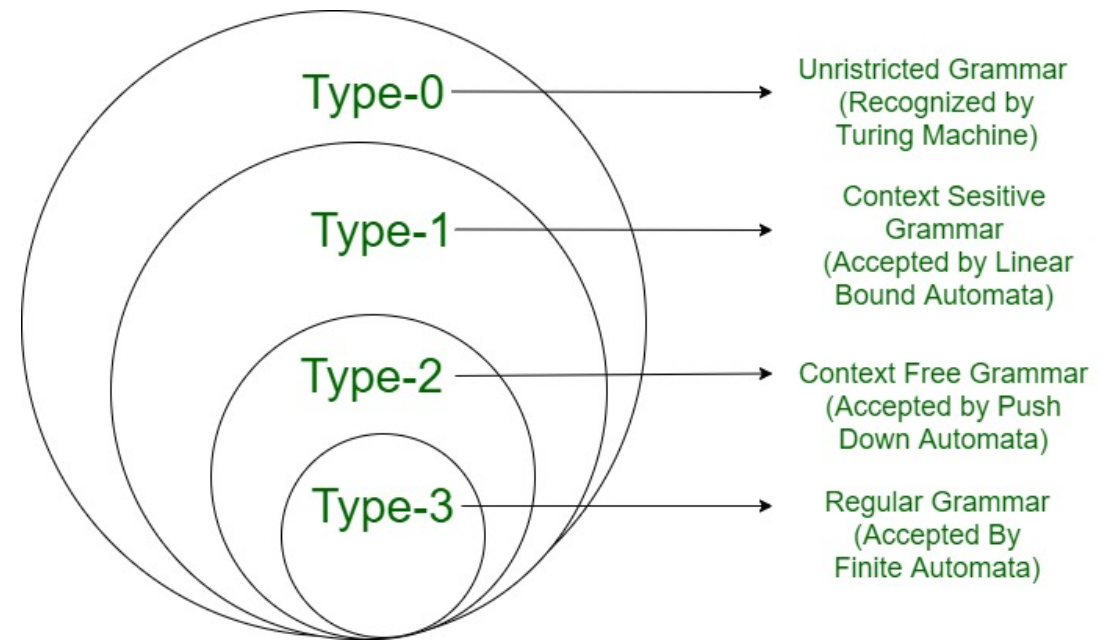 Type-0
Unristricted Grammar
(Recognized by
Turing Machine)
Type-1
Context Sesitive
Grammar
(Accepted by Linear
Bound Automata)
Type-2
Context Free Grammar
(Accepted by Push
Down Automata)
Type-3
Regular Grammar
(Accepted By
Finite Automata)